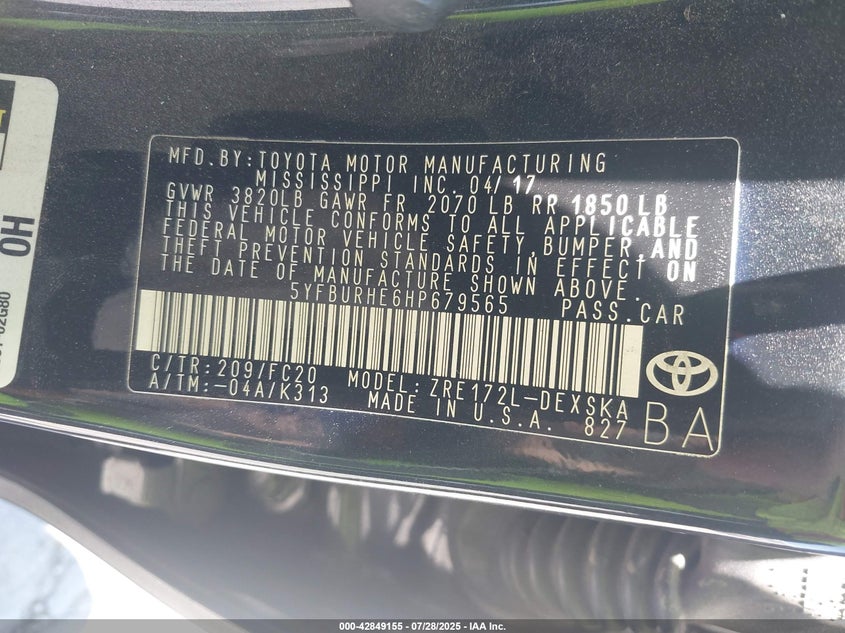 MFD.BY:TOYOTA MOTOR MANUFACTURING
MISSISSIPPI INC. 04/17
GVWR 3820LB GAWR FR 2070 LB RR 1850LB
THIS VEHICLE CONFORMS TO ALL APPLICABLE
FEDERAL MOTOR VEHICLE SAFETY, BUMPER, AND
THEFT PREVENTION STANDARDS IN EFFECT ON
THE DATE OF MANUFACTURE SHOWN ABOVE.
5YFBURHE6HP679565 PASS.CAR
C/TR:209/FC20 MODEL: ZRE172L-DEXSKA
A/TM:-04A/K313 MADE IN U.S.A. 827
BA
OH
000-42849155 — 07/28/2025 — IAA Inc.